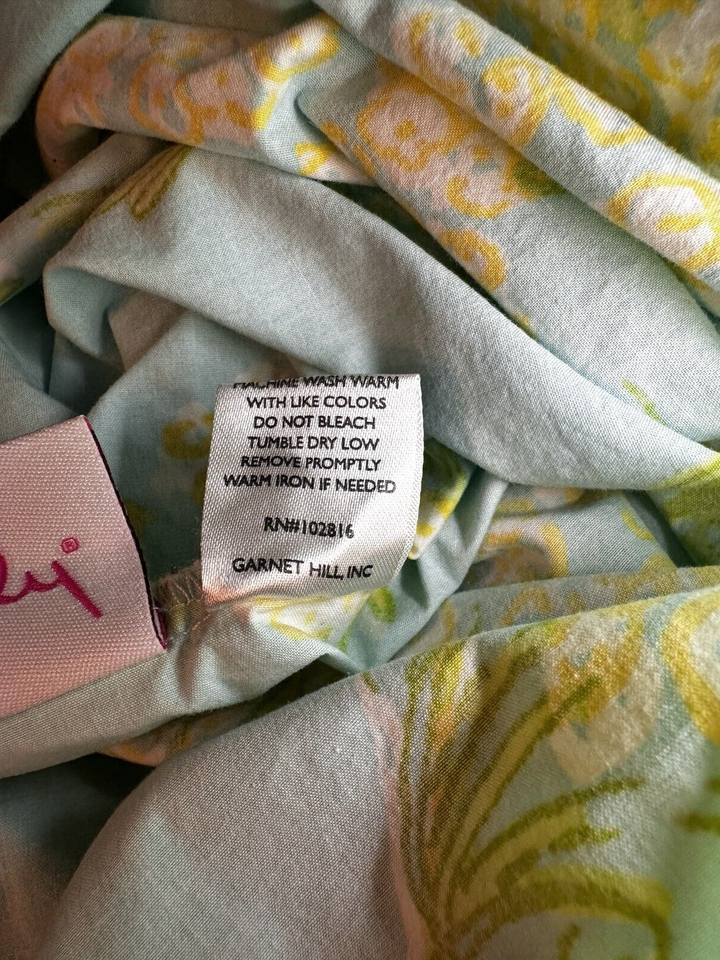 MACHINE WASH WARM
WITH LIKE COLORS
DO NOT BLEACH
TUMBLE DRY LOW
REMOVE PROMPTLY
WARM IRON IF NEEDED
RN#102816
GARNET HILL, INC